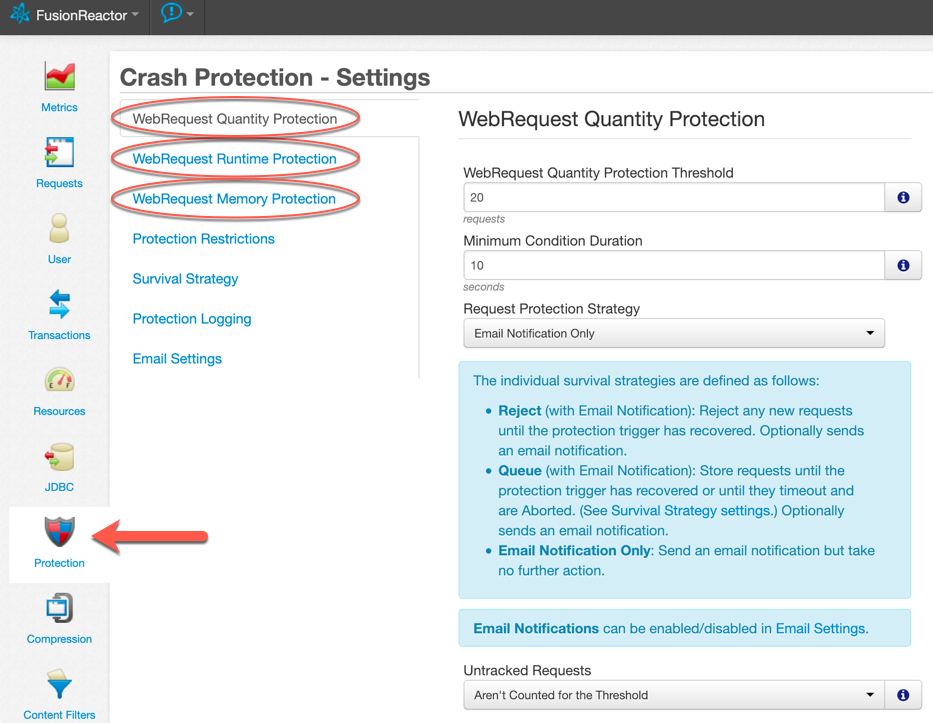 FusionReactor
Metrics
Requests
User
Transactions
Resources
JDBC
Protection
Compression
Content Filters
Crash Protection - Settings
WebRequest Quantity Protection
WebRequest Runtime Protection
WebRequest Memory Protection
Protection Restrictions
Survival Strategy
Protection Logging
Email Settings
WebRequest Quantity Protection
WebRequest Quantity Protection Threshold
20
requests
Minimum Condition Duration
10
seconds
Request Protection Strategy
Email Notification Only
The individual survival strategies are defined as follows:
• Reject (with Email Notification): Reject any new requests
until the protection trigger has recovered. Optionally sends
an email notification.
• Queue (with Email Notification): Store requests until the
protection trigger has recovered or until they timeout and
are Aborted. (See Survival Strategy settings.) Optionally
sends an email notification.
• Email Notification Only: Send an email notification but take
no further action.
Email Notifications can be enabled/disabled in Email Settings.
Untracked Requests
Aren't Counted for the Threshold